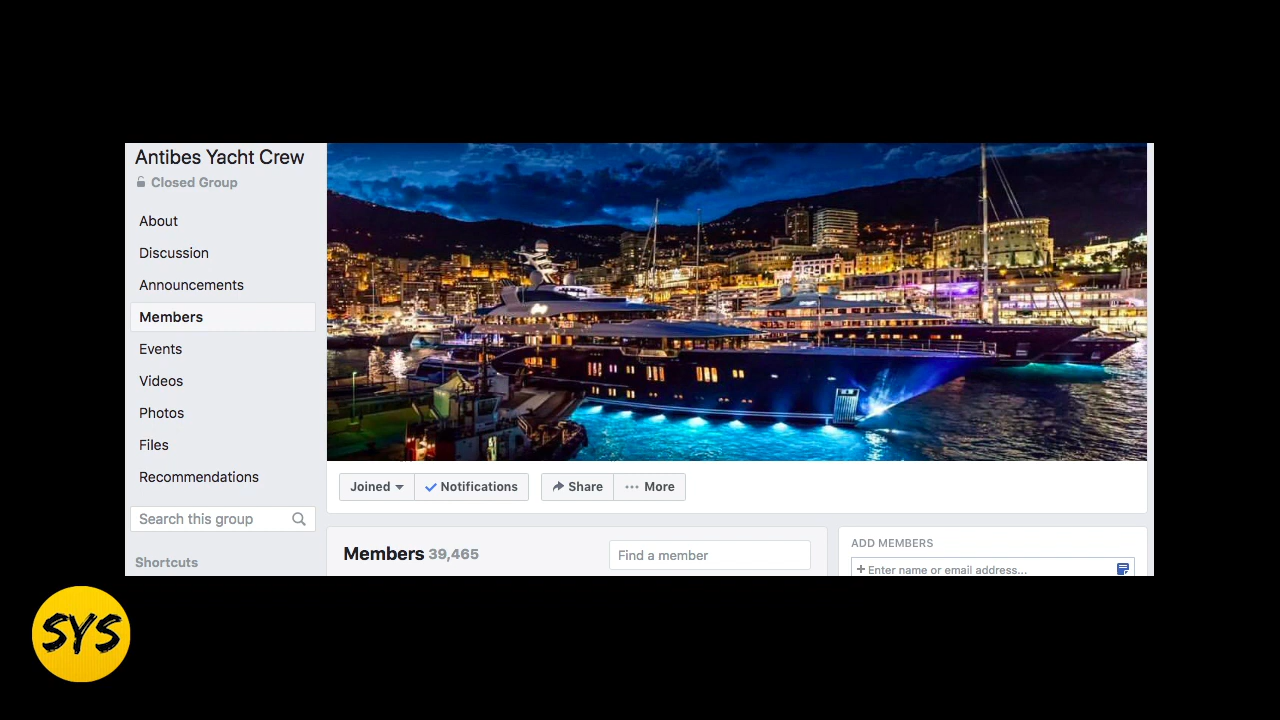 Antibes Yacht Crew
Closed Group
About
Discussion
Announcements
Members
Events
Videos
Photos
Files
Recommendations
Search this group
Shortcuts
Joined
Notifications
Share
More
Members 39,465
Find a member
ADD MEMBERS
+ Enter name or email address...
SYS